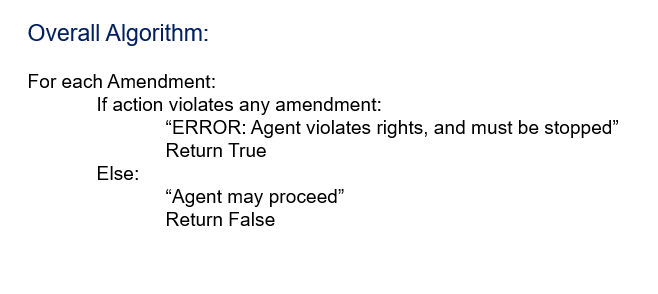 Overall Algorithm:
For each Amendment:
If action violates any amendment:
“ERROR: Agent violates rights, and must be stopped”
Return True
Else:
“Agent may proceed”
Return False